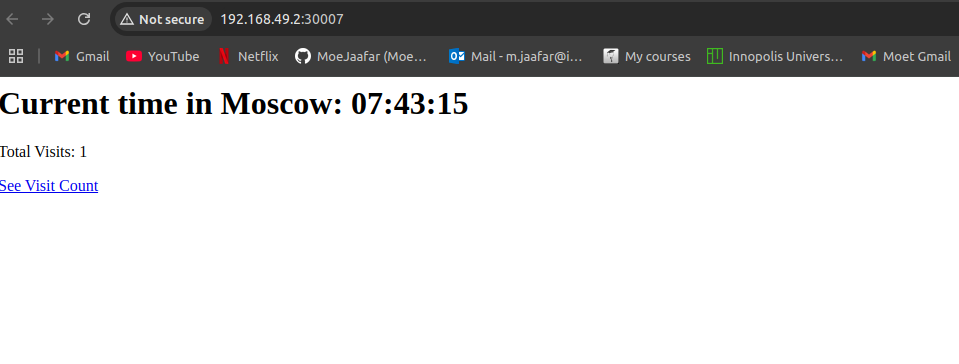 Not secure 192.168.49.2:30007
Gmail YouTube Netflix MoeJaafar (Moe... Mail - m.jaafar@i... My courses Innopolis Univers... Moet Gmail
Current time in Moscow: 07:43:15
Total Visits: 1
See Visit Count